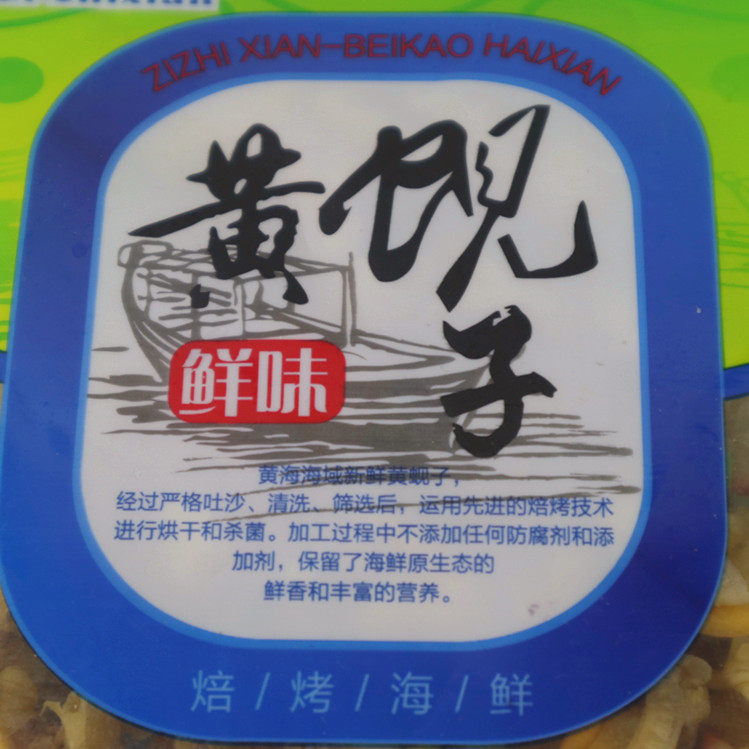 ZIZHI XIAN-BEIKAO HAIXIAN
黄蚬子
鲜味
黄海海域新鲜黄蚬子,
经过严格吐沙、清洗、筛选后，运用先进的焙烤技术
进行烘干和杀菌。加工过程中不添加任何防腐剂和添
加剂，保留了海鲜原生态的
鲜香和丰富的营养。
焙/烤/海/鲜